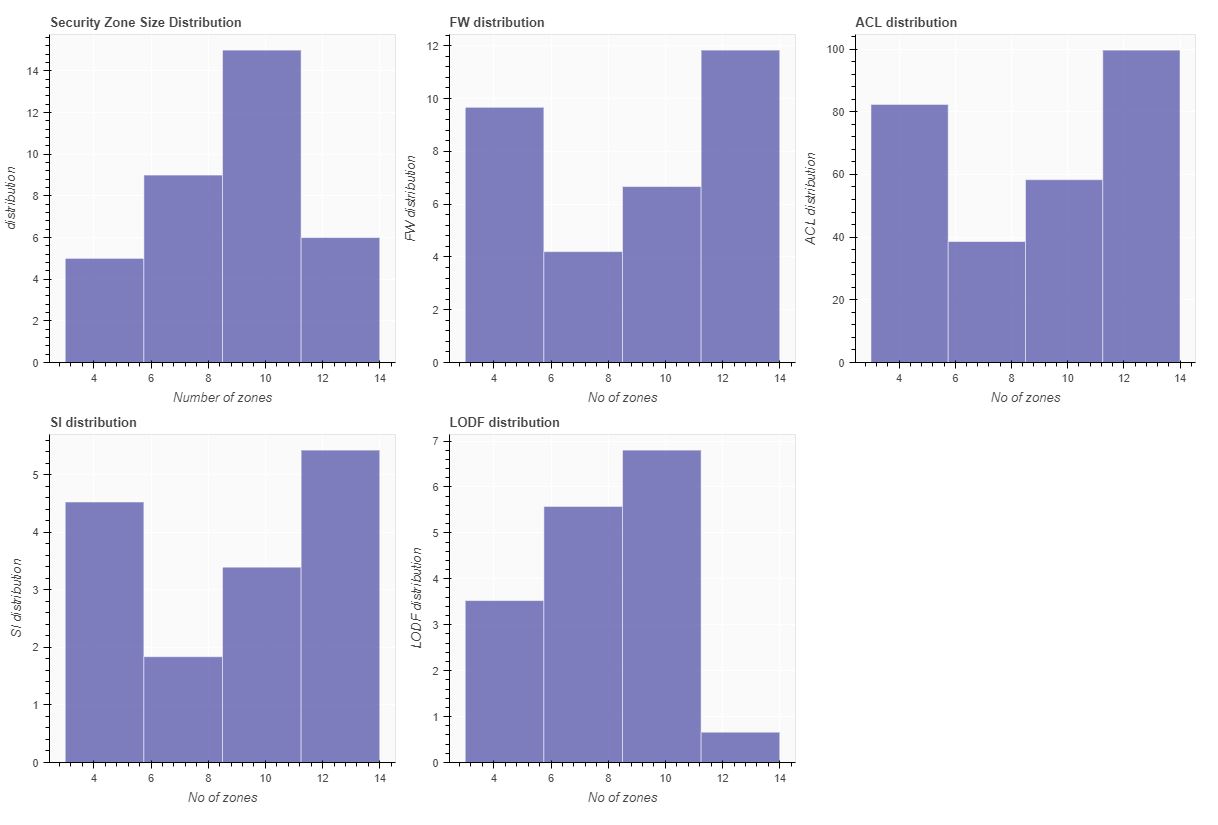 Security Zone Size Distribution
14
12
10
8
6
4
2
0
distribution
4 6 8 10 12 14
Number of zones
FW distribution
12
10
8
6
4
2
0
FW distribution
4 6 8 10 12 14
No of zones
ACL distribution
100
80
60
40
20
0
ACL distribution
4 6 8 10 12 14
No of zones
SI distribution
5
4
3
2
1
0
SI distribution
4 6 8 10 12 14
No of zones
LODF distribution
7
6
5
4
3
2
1
0
LODF distribution
4 6 8 10 12 14
No of zones